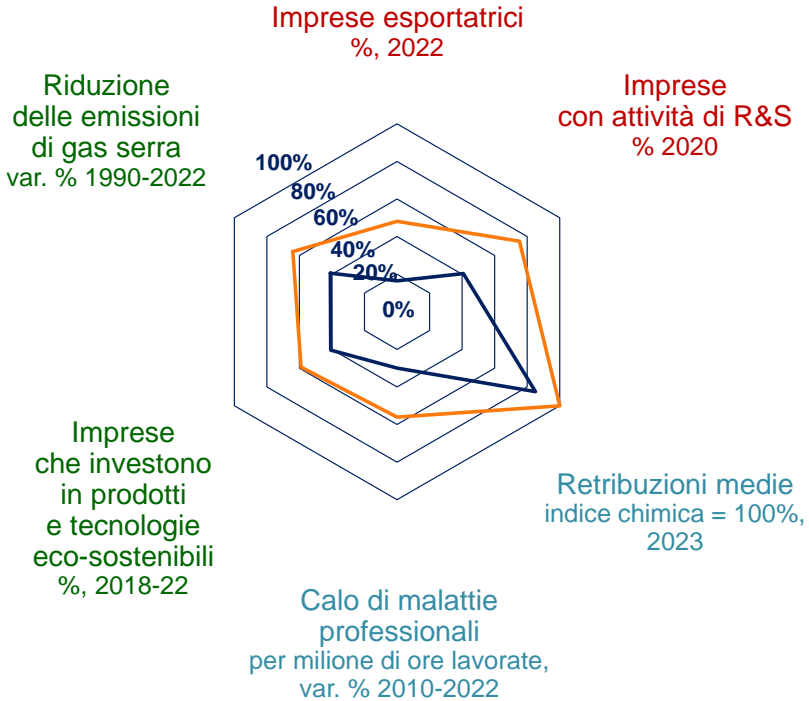 Imprese esportatrici
%, 2022
Riduzione
delle emissioni
di gas serra
var. % 1990-2022
Imprese
con attività di R&S
% 2020
100%
80%
60%
40%
20%
0%
Imprese
che investono
in prodotti
e tecnologie
eco-sostenibili
%, 2018-22
Retribuzioni medie
indice chimica = 100%,
2023
Calo di malattie
professionali
per milione di ore lavorate,
var. % 2010-2022